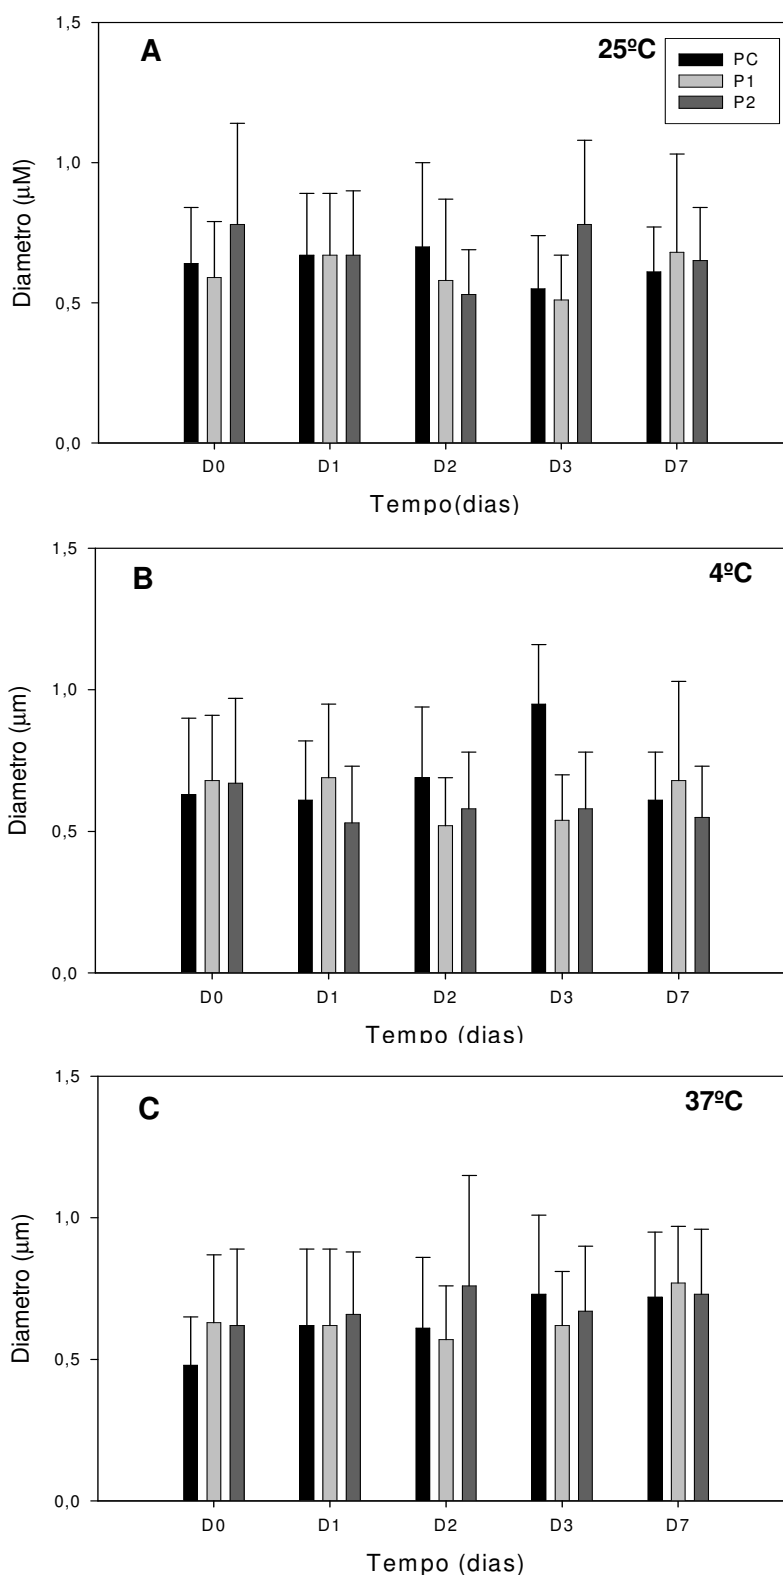 A
25ºC
PC
P1
P2
1,5
1,0
0,5
0,0
Diametro (μM)
D0 D1 D2 D3 D7
Tempo(dias)
B
4ºC
1,5
1,0
0,5
0,0
Diametro (μm)
D0 D1 D2 D3 D7
Tempo (dias)
C
37ºC
1,5
1,0
0,5
0,0
Diametro (μm)
D0 D1 D2 D3 D7
Tempo (dias)